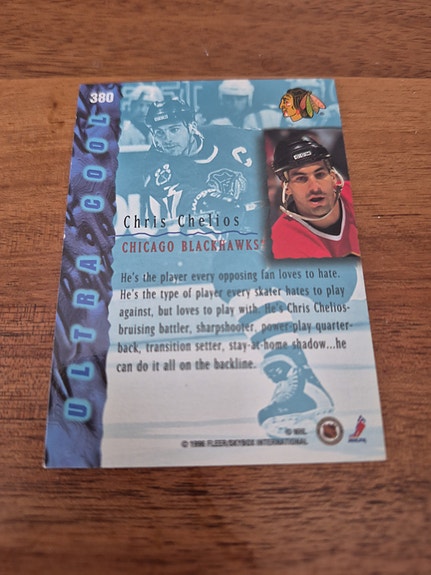 380
ULTRA COOL
C
Chris Chelios
CHICAGO BLACKHAWKS
He's the player every opposing fan loves to hate.
He's the type of player every skater hates to play
against, but loves to play with. He's Chris Chelios-
bruising battler, sharpshooter, power-play quarter-
back, transition setter, stay-at-home shadow...he
can do it all on the backline.
© NHL
© 1996 FLEER/SKYBOX INTERNATIONAL